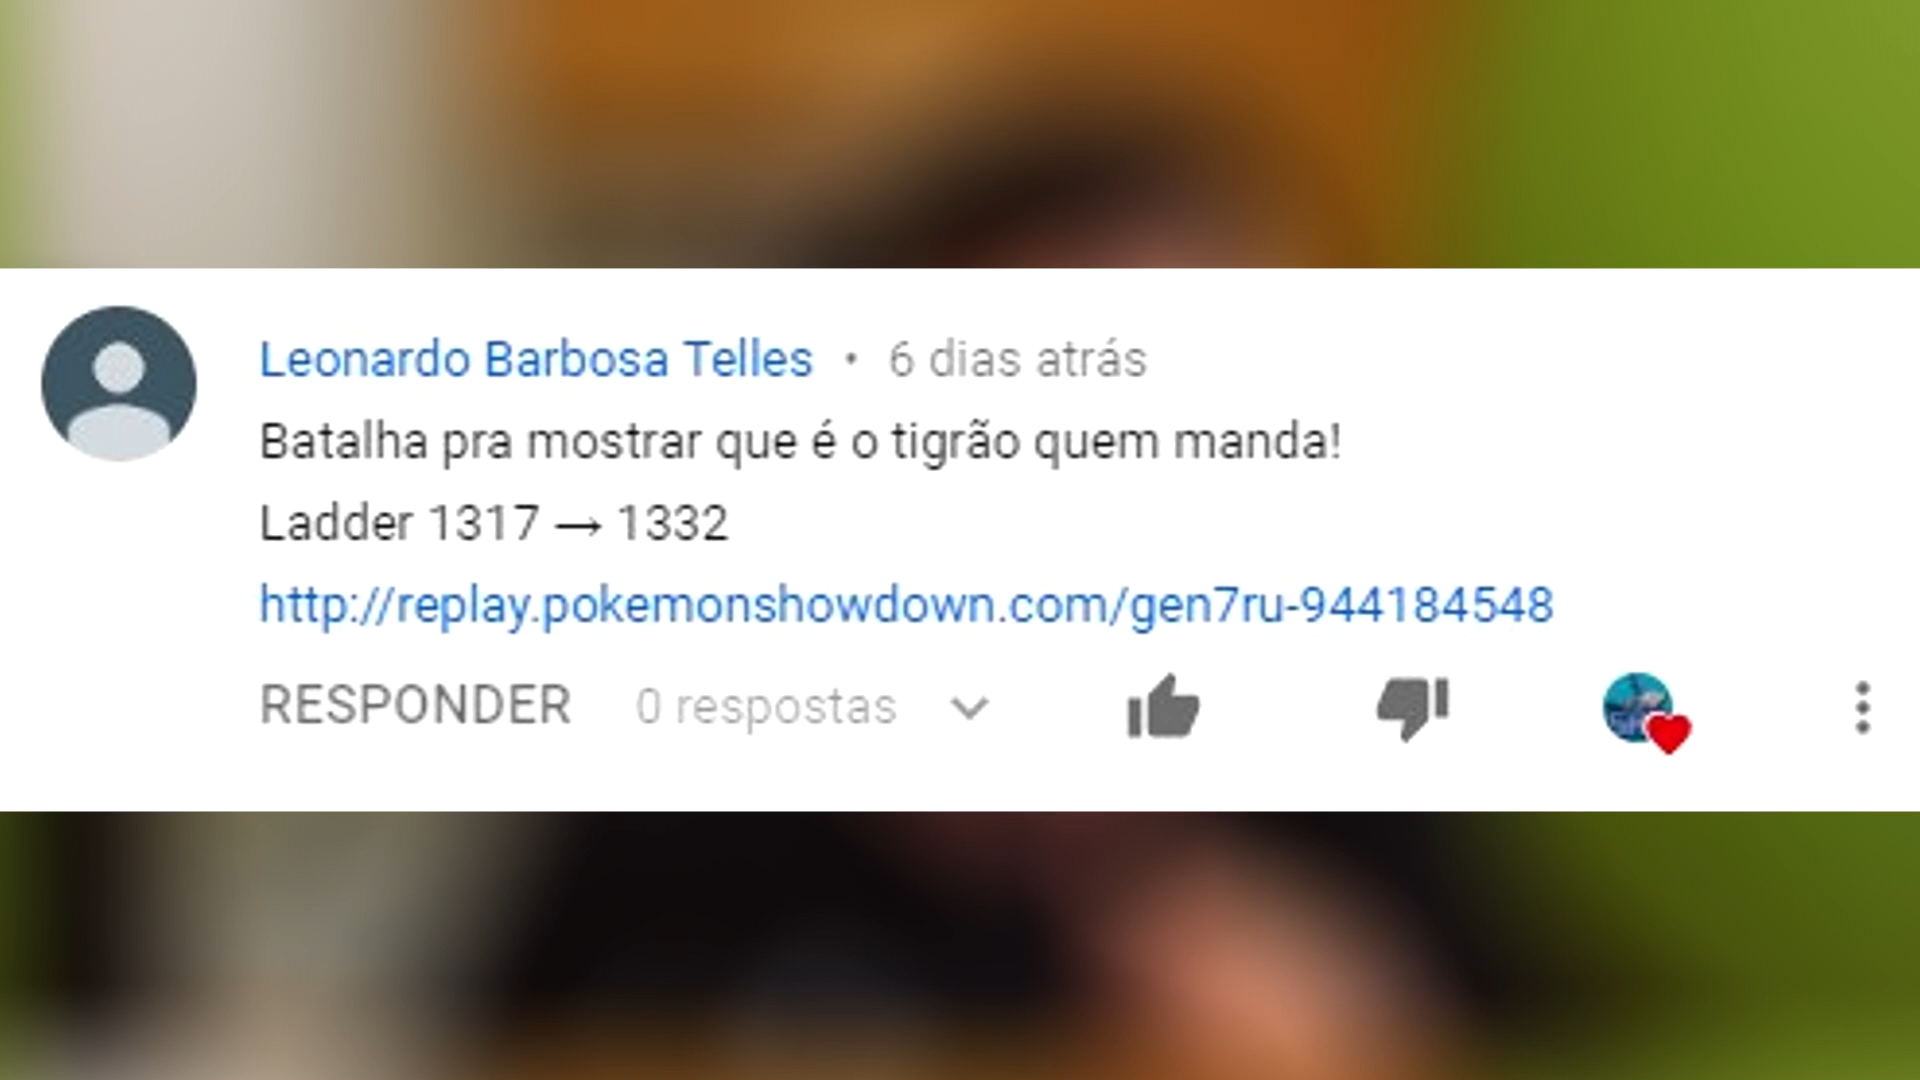 Leonardo Barbosa Telles • 6 dias atrás
Batalha pra mostrar que é o tigrão quem manda!
Ladder 1317 → 1332
http://replay.pokemonshowdown.com/gen7ru-944184548
RESPONDER 0 respostas